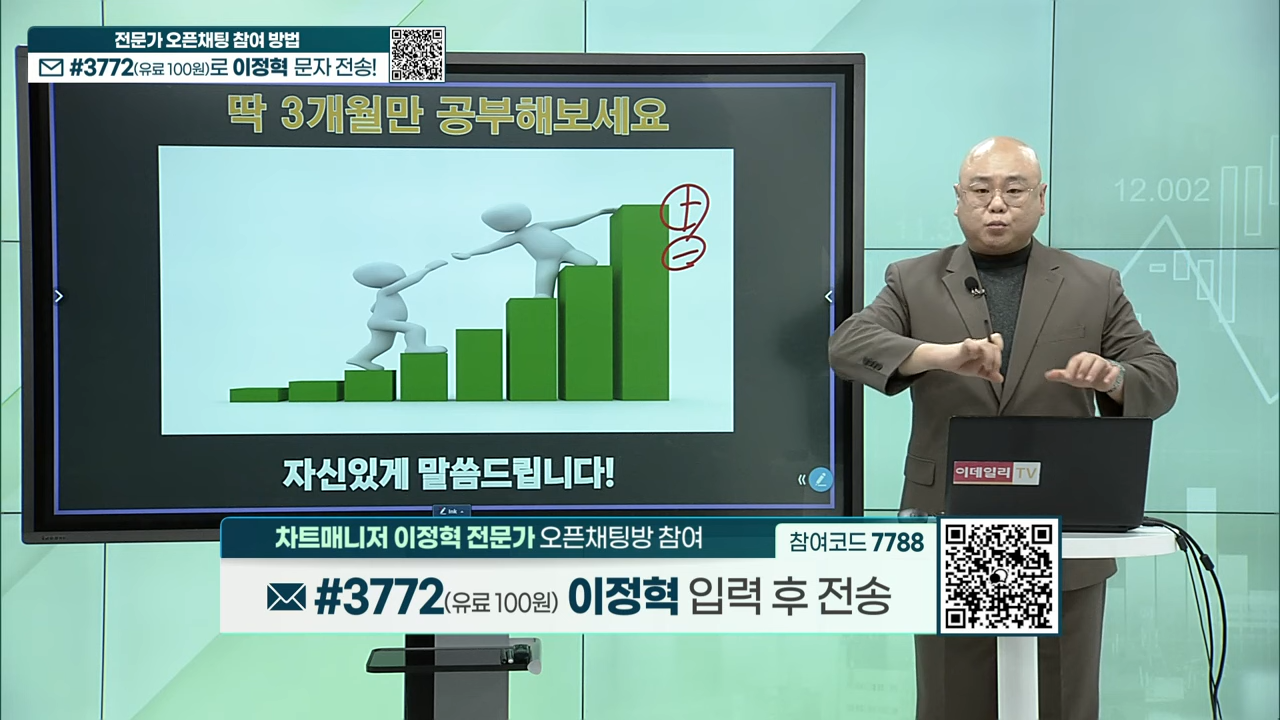 전문가 오픈채팅 참여 방법
#3772(유료 100원)로 이정혁 문자 전송!
딱 3개월만 공부해보세요
+
-
12.002
자신있게 말씀드립니다!
Ink
이데일리 TV
차트매니저 이정혁 전문가 오픈채팅방 참여
참여코드 7788
#3772(유료 100원) 이정혁 입력 후 전송